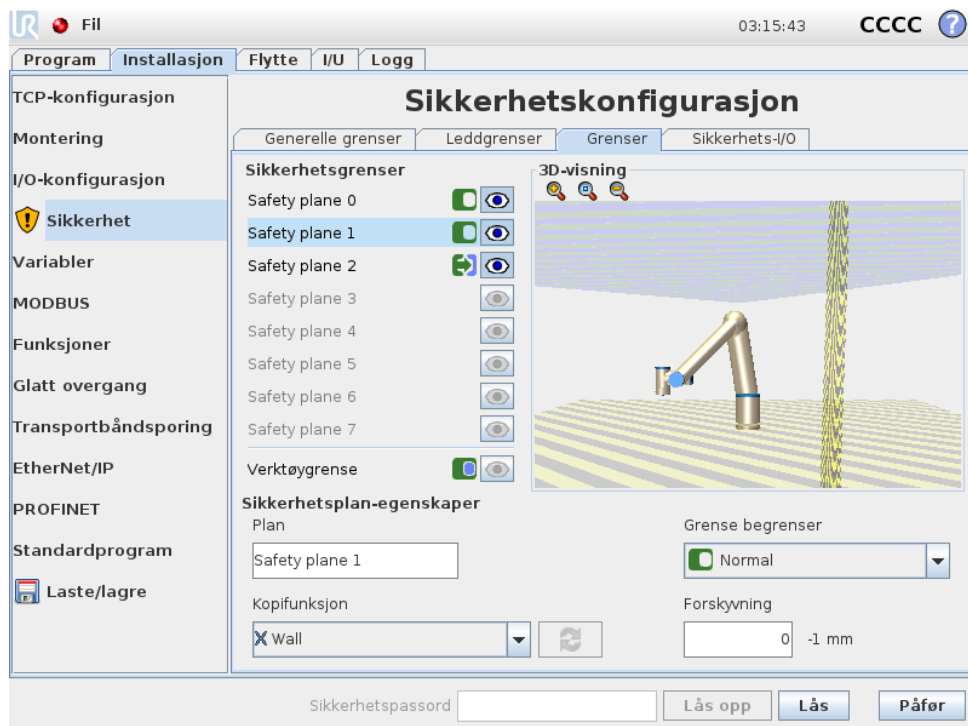 UR Fil 03:15:43 CCCC ?
Program Installasjon Flytte I/U Logg
TCP-konfigurasjon
Montering
I/O-konfigurasjon
Sikkerhet
Variabler
MODBUS
Funksjoner
Glatt overgang
Transportbåndsporing
EtherNet/IP
PROFINET
Standardprogram
Laste/lagre
Sikkerhetskonfigurasjon
Generelle grenser Leddgrenser Grenser Sikkerhets-I/O
Sikkerhetsgrenser
Safety plane 0
Safety plane 1
Safety plane 2
Safety plane 3
Safety plane 4
Safety plane 5
Safety plane 6
Safety plane 7
Verktøygrense
3D-visning
Sikkerhetsplan-egenskaper
Plan
Safety plane 1
Kopifunksjon
Wall
Grense begrenser
Normal
Forskyvning
0 -1 mm
Sikkerhetspassord Lås opp Lås Påfør